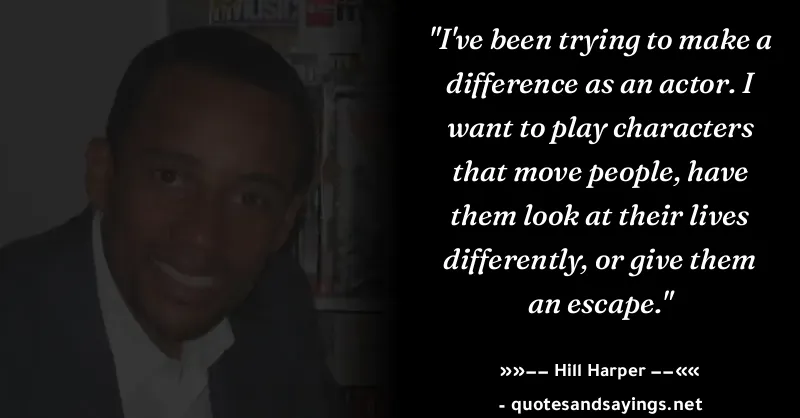 "I've been trying to make a
difference as an actor. I
want to play characters
that move people, have
them look at their lives
differently, or give them
an escape."
»»−− Hill Harper −−««
- quotesandsayings.net